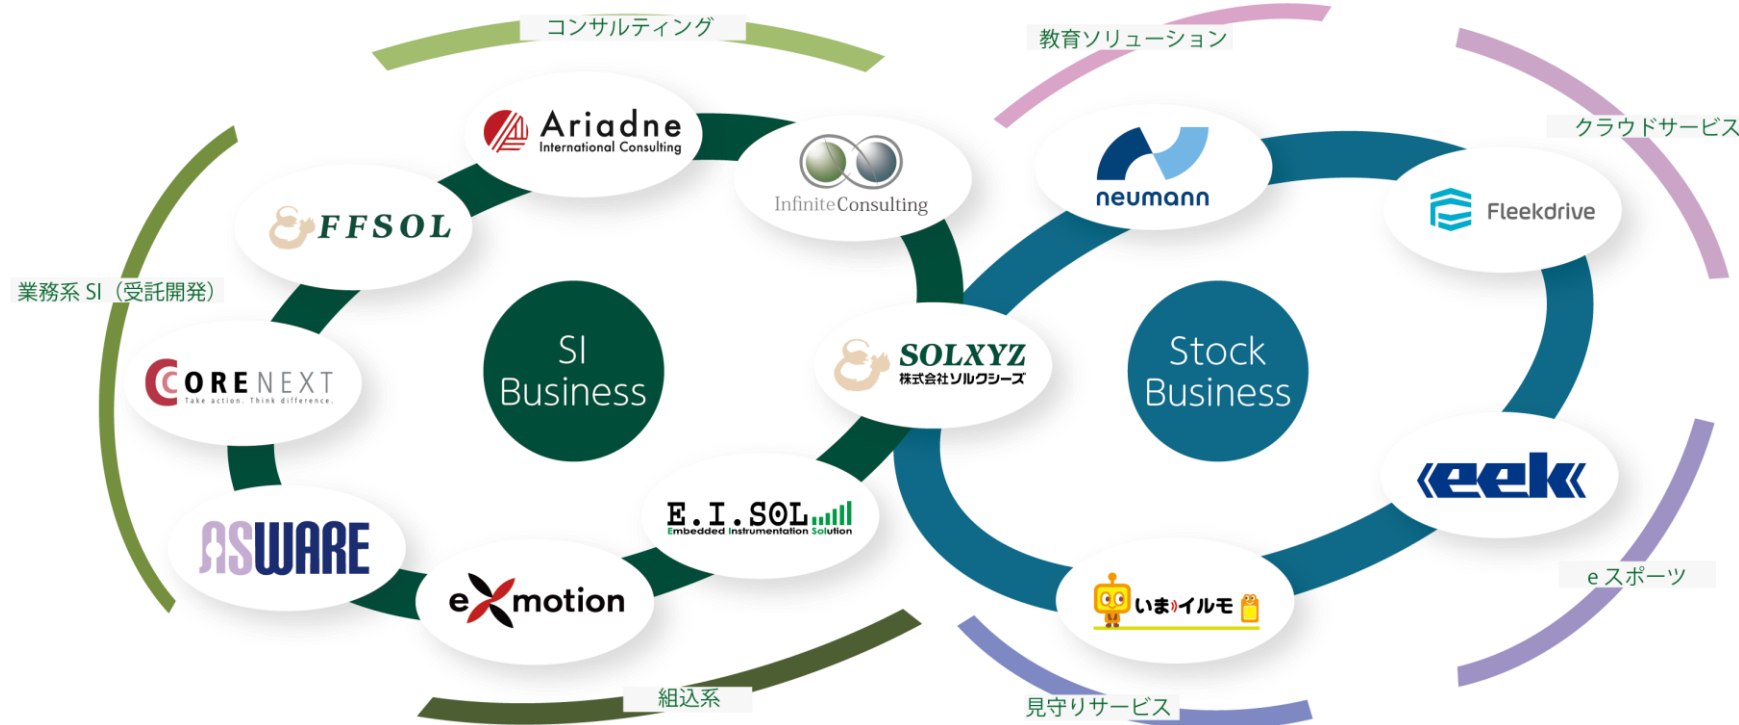 コンサルティング
教育ソリューション
クラウドサービス
Ariadne
International Consulting
Infinite Consulting
neumann
Fleekdrive
FFSOL
業務系 SI（受託開発）
SI
Business
SOLXYZ
株式会社ソルクシーズ
Stock
Business
CORENEXT
Take action. Think difference.
eek
ASWARE
E.I.SOL
Embedded Instrumentation Solution
eXmotion
いまイルモ
eスポーツ
組込系
見守りサービス